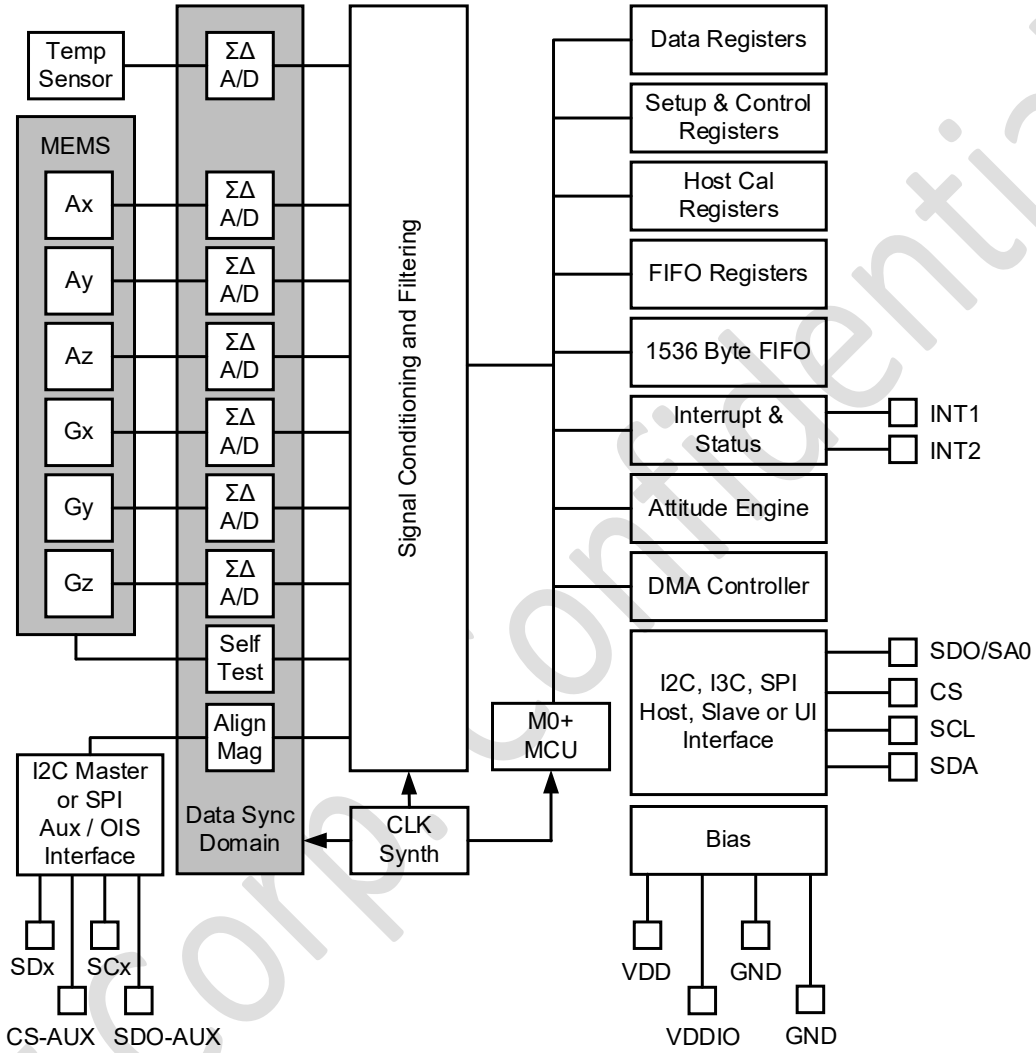 Temp
Sensor
ΣΔ
A/D
MEMS
Ax
ΣΔ
A/D
Ay
ΣΔ
A/D
Az
ΣΔ
A/D
Gx
ΣΔ
A/D
Gy
ΣΔ
A/D
Gz
ΣΔ
A/D
Self
Test
Align
Mag
Data Sync
Domain
I2C Master
or SPI
Aux / OIS
Interface
SDx
SCx
CS-AUX
SDO-AUX
Signal Conditioning and Filtering
CLK
Synth
M0+
MCU
Data Registers
Setup & Control
Registers
Host Cal
Registers
FIFO Registers
1536 Byte FIFO
Interrupt &
Status
INT1
INT2
Attitude Engine
DMA Controller
I2C, I3C, SPI
Host, Slave or UI
Interface
SDO/SA0
CS
SCL
SDA
Bias
VDD
GND
VDDIO
GND
Corp. Confidential